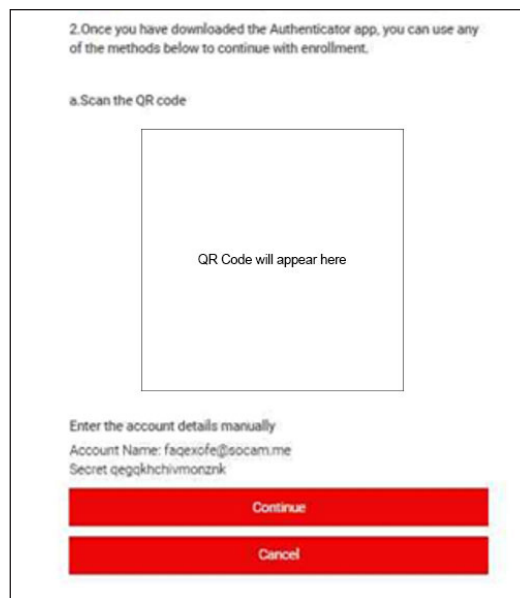 2.Once you have downloaded the Authenticator app, you can use any
of the methods below to continue with enrollment.
a.Scan the QR code
QR Code will appear here
Enter the account details manually
Account Name: faqexofe@socam.me
Secret qegqkhchivmonznk
Continue
Cancel